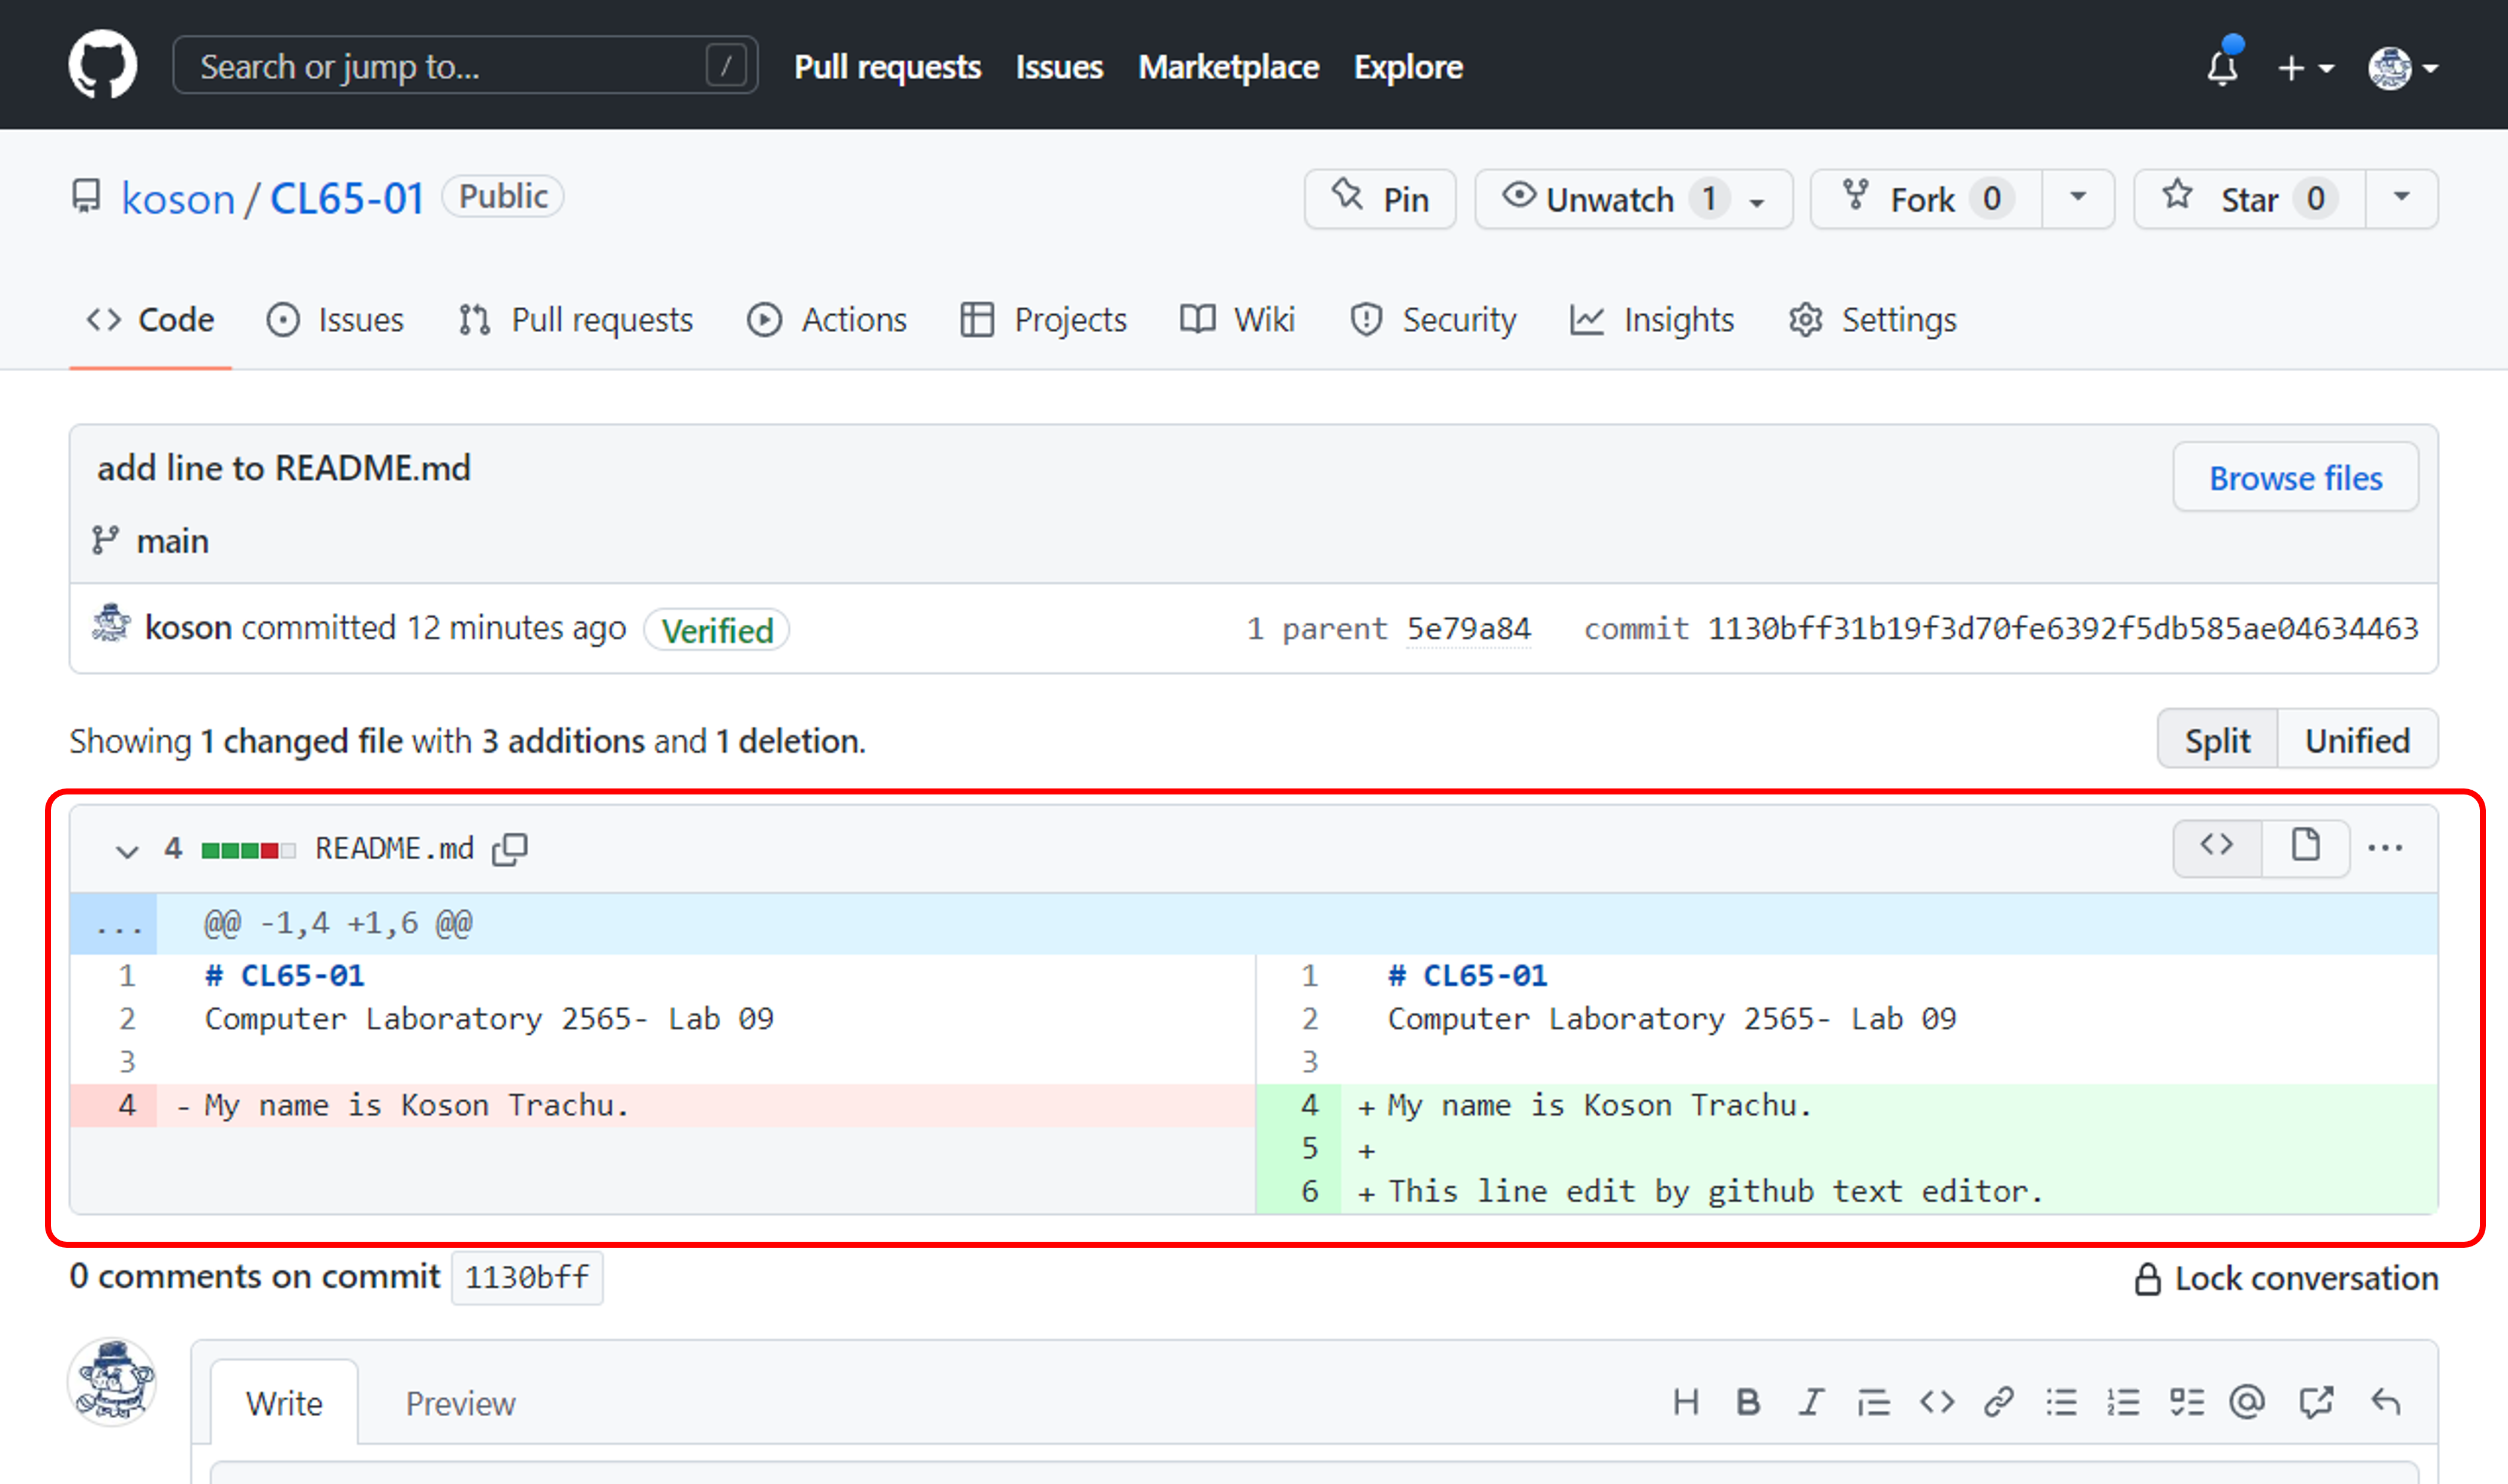 Search or jump to... / Pull requests Issues Marketplace Explore
koson / CL65-01 Public Pin Unwatch 1 Fork 0 Star 0
Code Issues Pull requests Actions Projects Wiki Security Insights Settings
add line to README.md Browse files
main
koson committed 12 minutes ago Verified 1 parent 5e79a84 commit 1130bff31b19f3d70fe6392f5db585ae04634463
Showing 1 changed file with 3 additions and 1 deletion. Split Unified
4 README.md
... @@ -1,4 +1,6 @@
1 # CL65-01 1 # CL65-01
2 Computer Laboratory 2565- Lab 09 2 Computer Laboratory 2565- Lab 09
3 3
4 - My name is Koson Trachu. 4 + My name is Koson Trachu.
5 +
6 + This line edit by github text editor.
0 comments on commit 1130bff Lock conversation
Write Preview